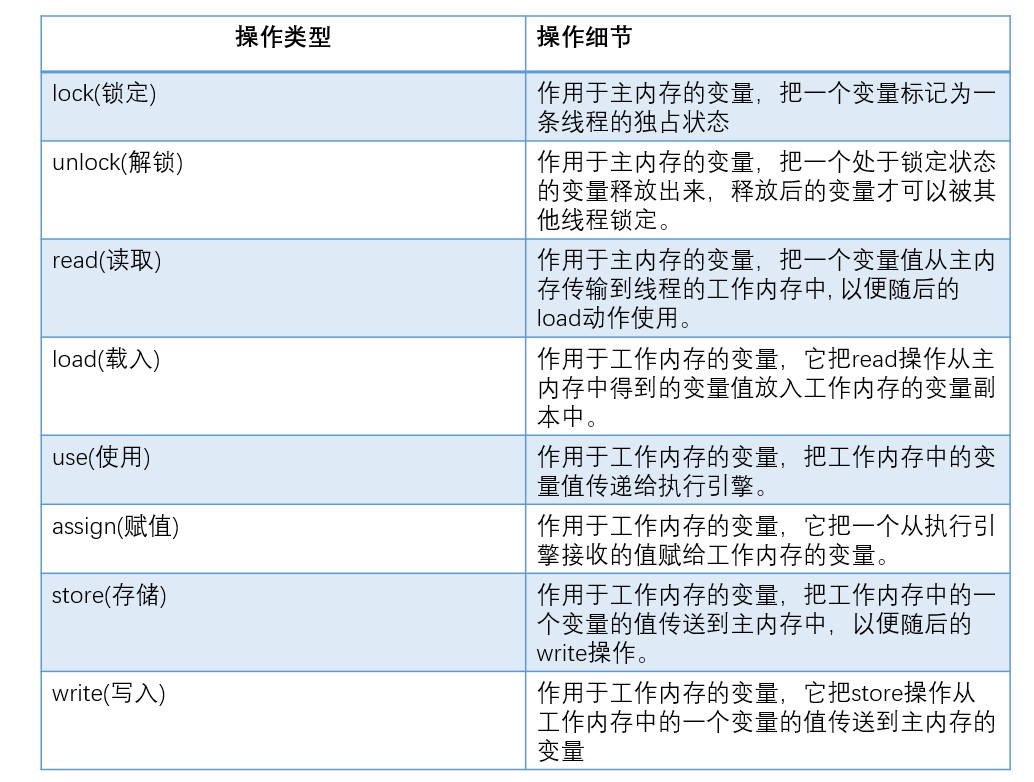 操作类型
操作细节
lock(锁定)
作用于主内存的变量，把一个变量标记为一
条线程的独占状态
unlock(解锁)
作用于主内存的变量，把一个处于锁定状态
的变量释放出来，释放后的变量才可以被其
他线程锁定。
read(读取)
作用于主内存的变量，把一个变量值从主内
存传输到线程的工作内存中, 以便随后的
load动作使用。
load(载入)
作用于工作内存的变量，它把read操作从主
内存中得到的变量值放入工作内存的变量副
本中。
use(使用)
作用于工作内存的变量，把工作内存中的变
量值传递给执行引擎。
assign(赋值)
作用于工作内存的变量，它把一个从执行引
擎接收的值赋给工作内存的变量。
store(存储)
作用于工作内存的变量，把工作内存中的一
个变量的值传送到主内存中，以便随后的
write操作。
write(写入)
作用于工作内存的变量，它把store操作从
工作内存中的一个变量的值传送到主内存的
变量